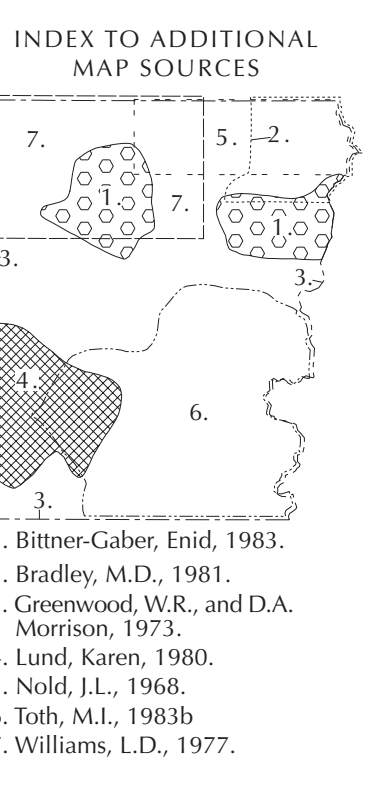 INDEX TO ADDITIONAL
MAP SOURCES
7.
5.
2.
1.
7.
1.
3.
3.
4.
6.
3.
. Bittner-Gaber, Enid, 1983.
. Bradley, M.D., 1981.
. Greenwood, W.R., and D.A.
Morrison, 1973.
. Lund, Karen, 1980.
. Nold, J.L., 1968.
. Toth, M.I., 1983b
. Williams, L.D., 1977.